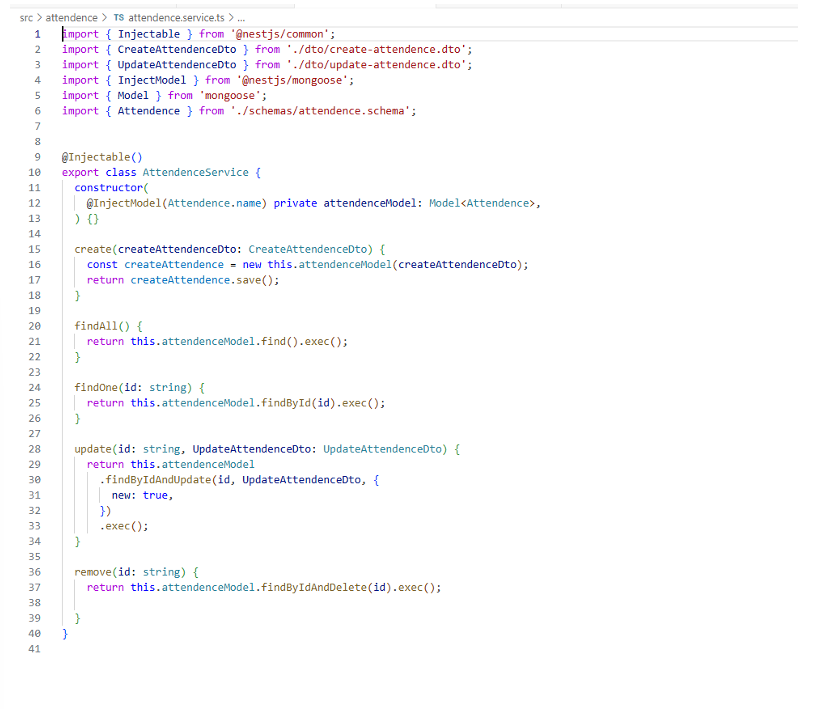 src > attendence > TS attendence.service.ts > ...
1 import { Injectable } from '@nestjs/common';
2 import { CreateAttendenceDto } from './dto/create-attendence.dto';
3 import { UpdateAttendenceDto } from './dto/update-attendence.dto';
4 import { InjectModel } from '@nestjs/mongoose';
5 import { Model } from 'mongoose';
6 import { Attendence } from './schemas/attendence.schema';
7
8
9 @Injectable()
10 export class AttendenceService {
11   constructor(
12     @InjectModel(Attendence.name) private attendenceModel: Model<Attendence>,
13   ) {}
14
15   create(createAttendenceDto: CreateAttendenceDto) {
16     const createAttendence = new this.attendenceModel(createAttendenceDto);
17     return createAttendence.save();
18   }
19
20   findAll() {
21     return this.attendenceModel.find().exec();
22   }
23
24   findOne(id: string) {
25     return this.attendenceModel.findById(id).exec();
26   }
27
28   update(id: string, UpdateAttendenceDto: UpdateAttendenceDto) {
29     return this.attendenceModel
30       .findByIdAndUpdate(id, UpdateAttendenceDto, {
31         new: true,
32       })
33       .exec();
34   }
35
36   remove(id: string) {
37     return this.attendenceModel.findByIdAndDelete(id).exec();
38
39   }
40 }
41